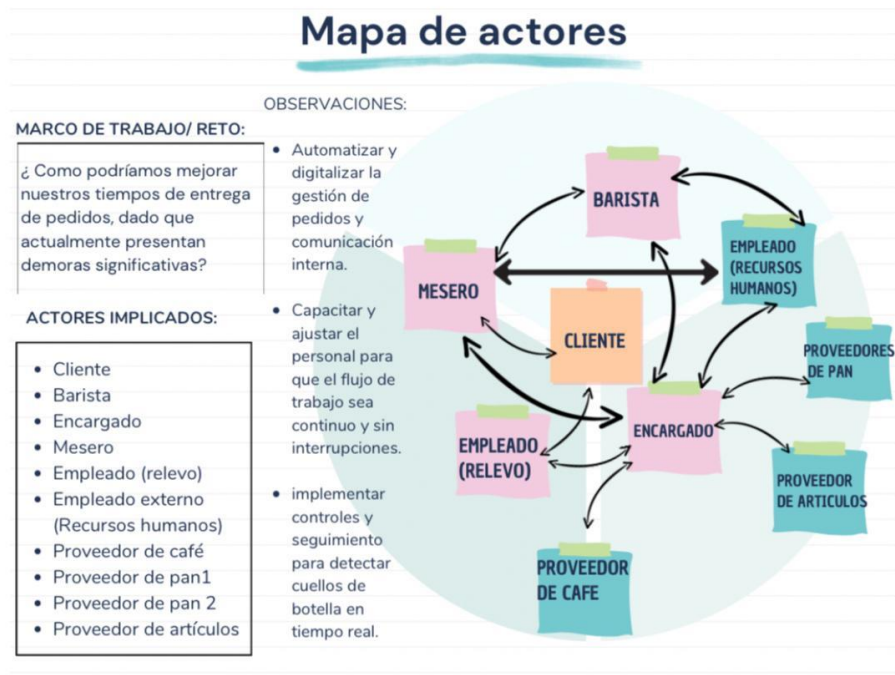 Mapa de actores
MARCO DE TRABAJO/ RETO:
¿ Como podríamos mejorar
nuestros tiempos de entrega
de pedidos, dado que
actualmente presentan
demoras significativas?
ACTORES IMPLICADOS:
• Cliente
• Barista
• Encargado
• Mesero
• Empleado (relevo)
• Empleado externo
(Recursos humanos)
• Proveedor de café
• Proveedor de pan1
• Proveedor de pan 2
• Proveedor de artículos
OBSERVACIONES:
• Automatizar y
digitalizar la
gestión de
pedidos y
comunicación
interna.
• Capacitar y
ajustar el
personal para
que el flujo de
trabajo sea
continuo y sin
interrupciones.
• implementar
controles y
seguimiento
para detectar
cuellos de
botella en
tiempo real.
BARISTA
EMPLEADO
(RECURSOS
HUMANOS)
MESERO
CLIENTE
PROVEEDORES
DE PAN
ENCARGADO
EMPLEADO
(RELEVO)
PROVEEDOR
DE ARTICULOS
PROVEEDOR
DE CAFE